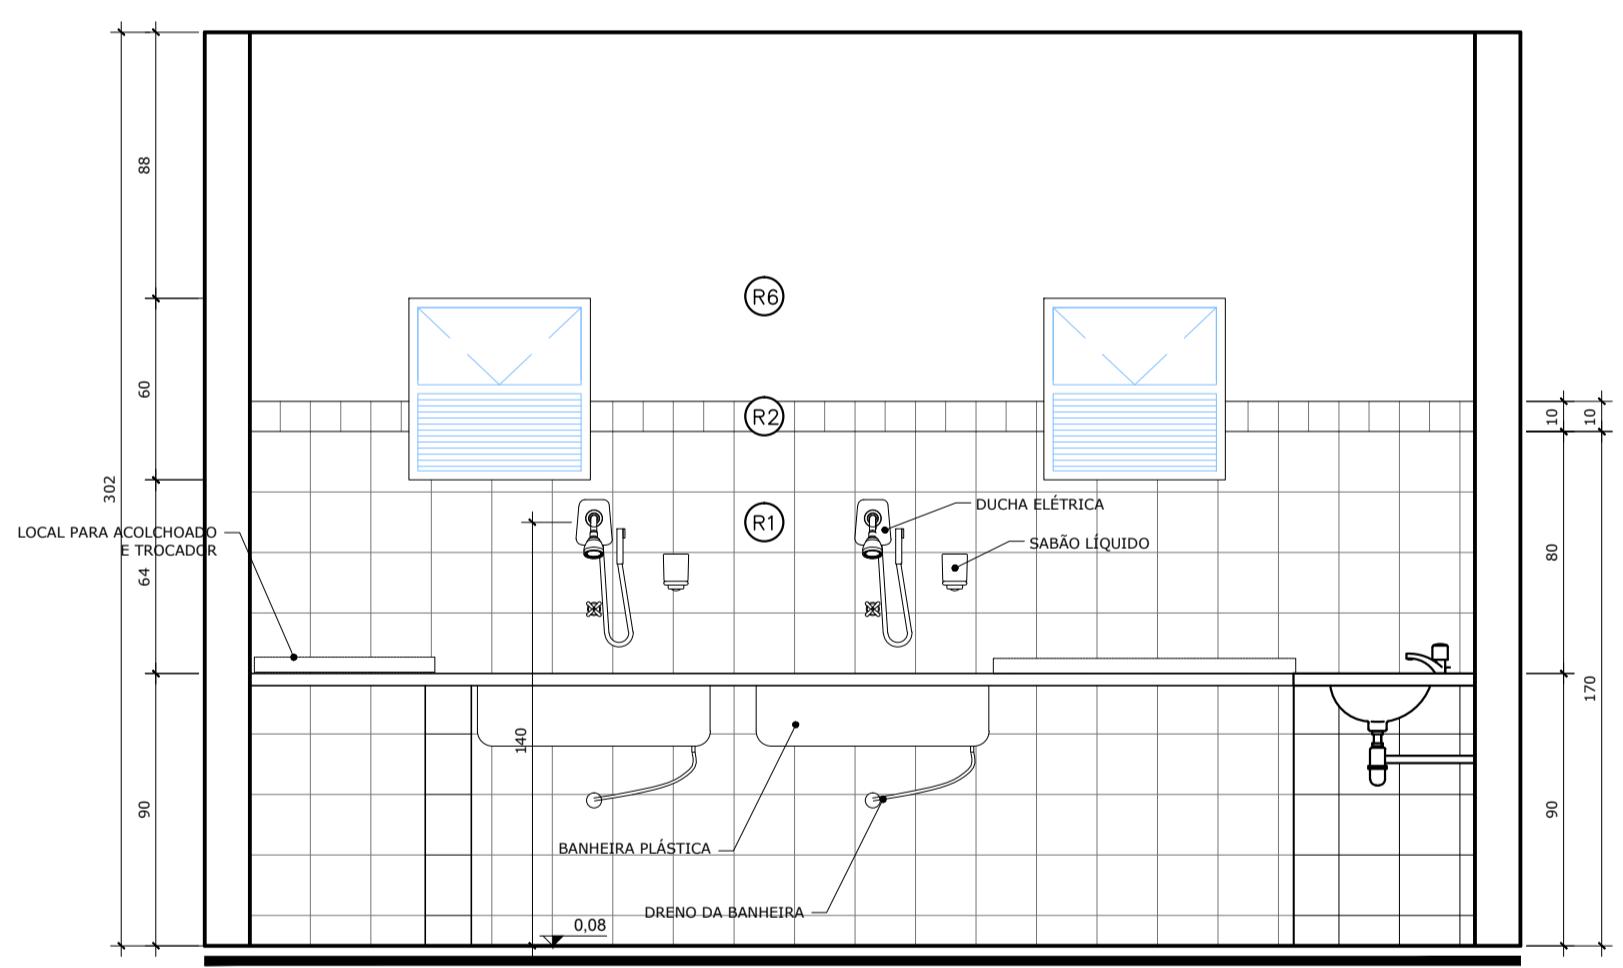 88
R6
60
R2
10
10
302
DUCHA ELÉTRICA
R1
LOCAL PARA ACOLCHOADO
E TROCADOR
SABÃO LÍQUIDO
64
80
170
140
90
90
BANHEIRA PLÁSTICA
DRENO DA BANHEIRA
0,08